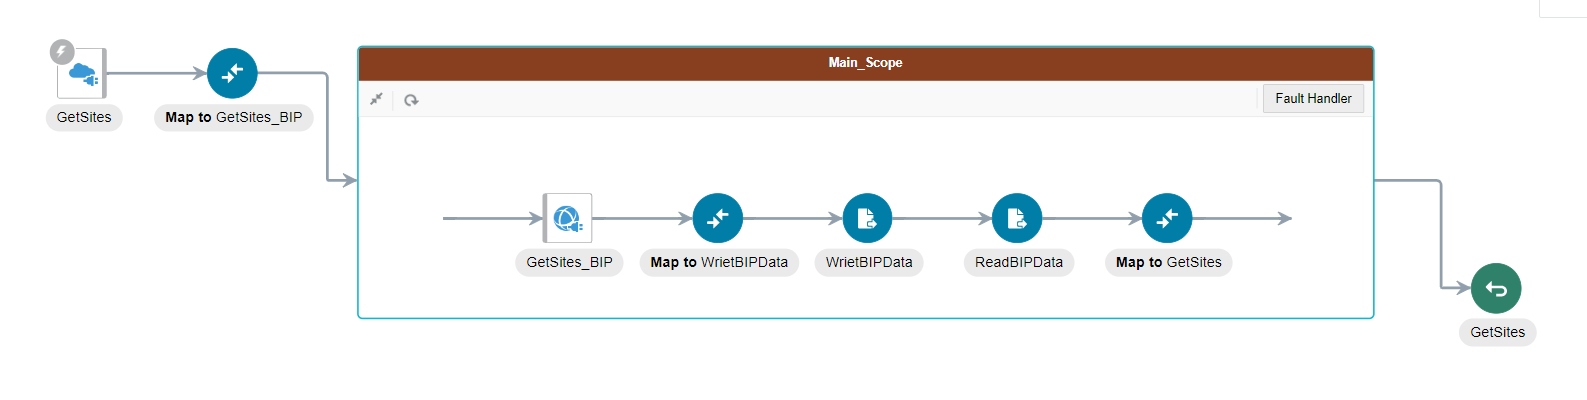 Main_Scope
Fault Handler
GetSites
Map to GetSites_BIP
GetSites_BIP
Map to WrietBIPData
WrietBIPData
ReadBIPData
Map to GetSites
GetSites